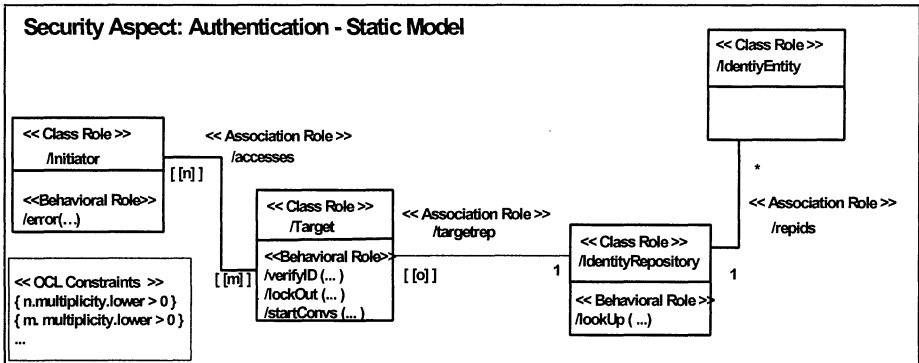 Security Aspect: Authentication - Static Model
<< Class Role >>
/IdentiyEntity
<< Class Role >>
/Initiator
<<Behavioral Role>>
/error(...)
<< Association Role >>
/accesses
[ [n] ]
[ [m] ]
<< Class Role >>
/Target
<<Behavioral Role>
/verifyID (... )
/lockOut (... )
/startConvs (... )
<< Association Role >>
/targetrep
[ [o] ]
1
<< Class Role >>
/IdentityRepository
<< Behavioral Role >>
/lookUp ( ...)
*
<< Association Role >>
/repids
1
<< OCL Constraints >>
{ n.multiplicity.lower > 0 }
{ m. multiplicity.lower > 0 }
...